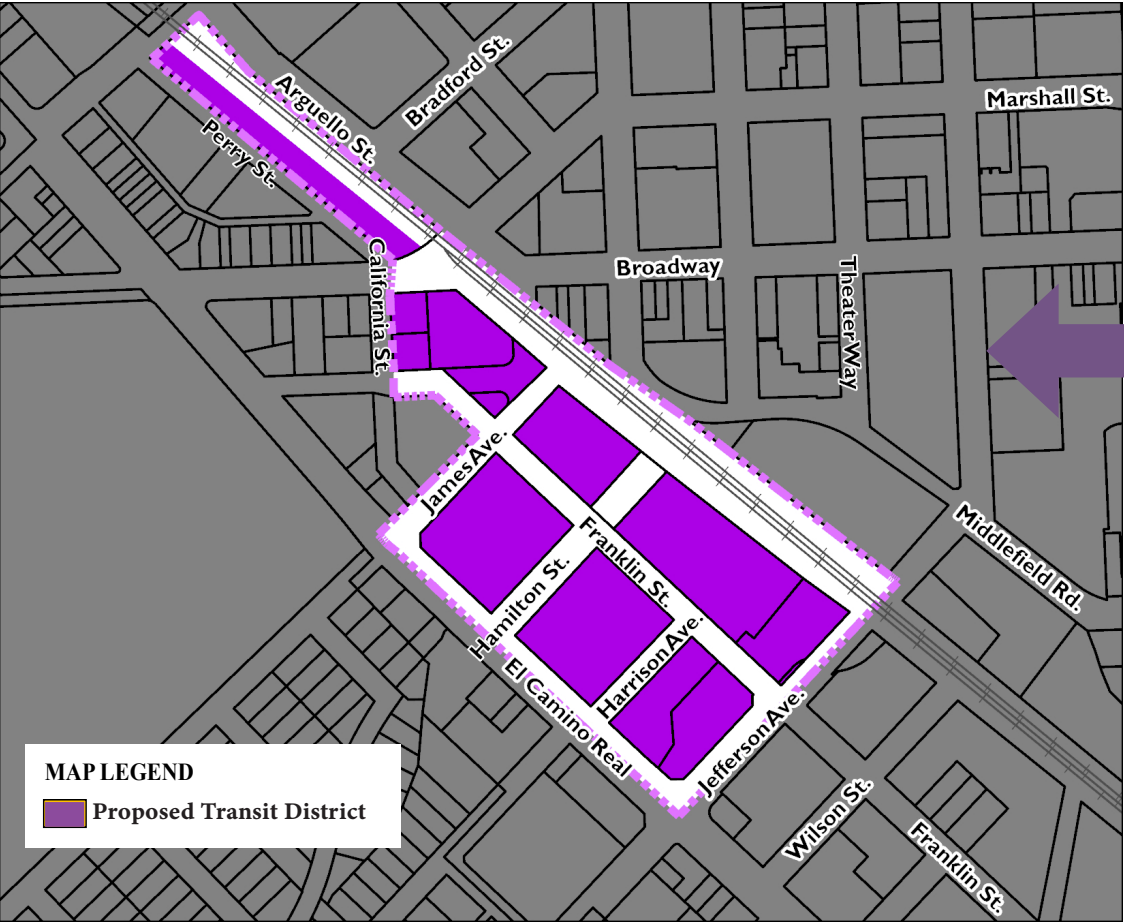 Arguello St.
Bradford St.
Marshall St.
Perry St.
California St.
Broadway
Theater Way
James Ave.
Franklin St.
Hamilton St.
Harrison Ave.
El Camino Real
Jefferson Ave.
Middlefield Rd.
Wilson St.
Franklin St.
MAP LEGEND
Proposed Transit District